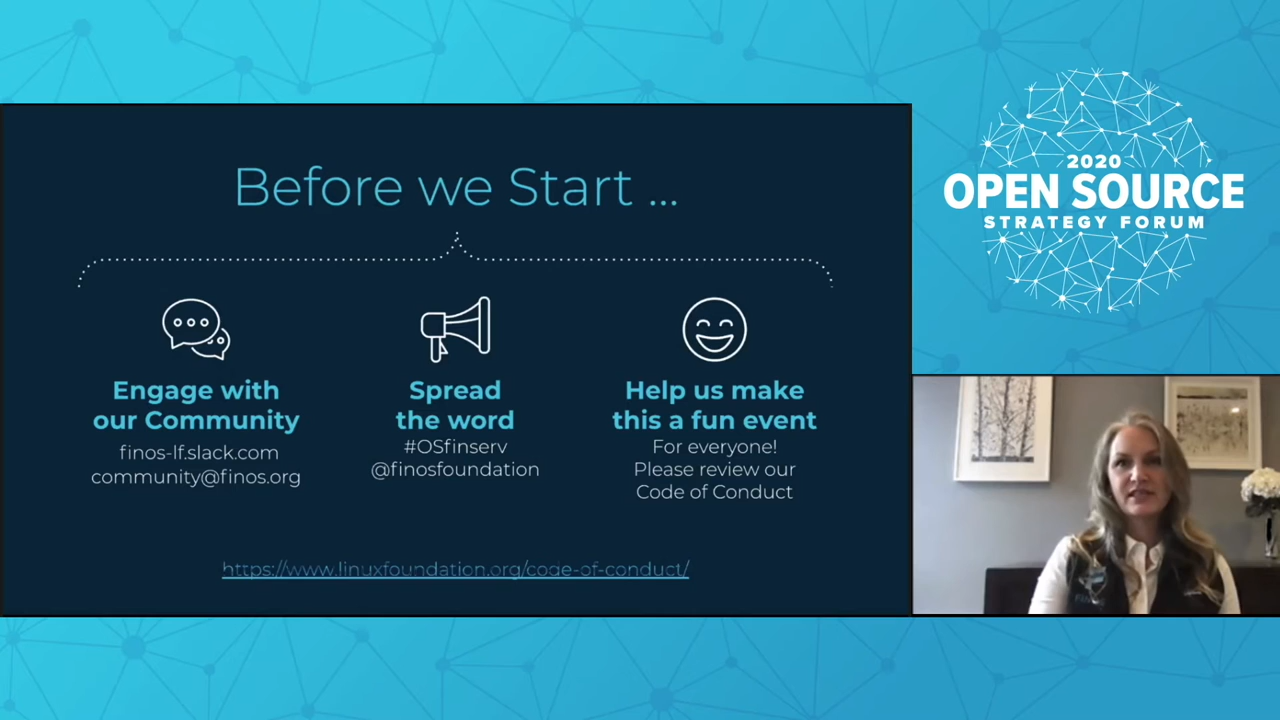 Before we Start ...
Engage with
our Community
finos-lf.slack.com
community@finos.org
Spread
the word
#OSfinserv
@finosfoundation
Help us make
this a fun event
For everyone!
Please review our
Code of Conduct
https://www.linuxfoundation.org/code-of-conduct/
2020
OPEN SOURCE
STRATEGY FORUM